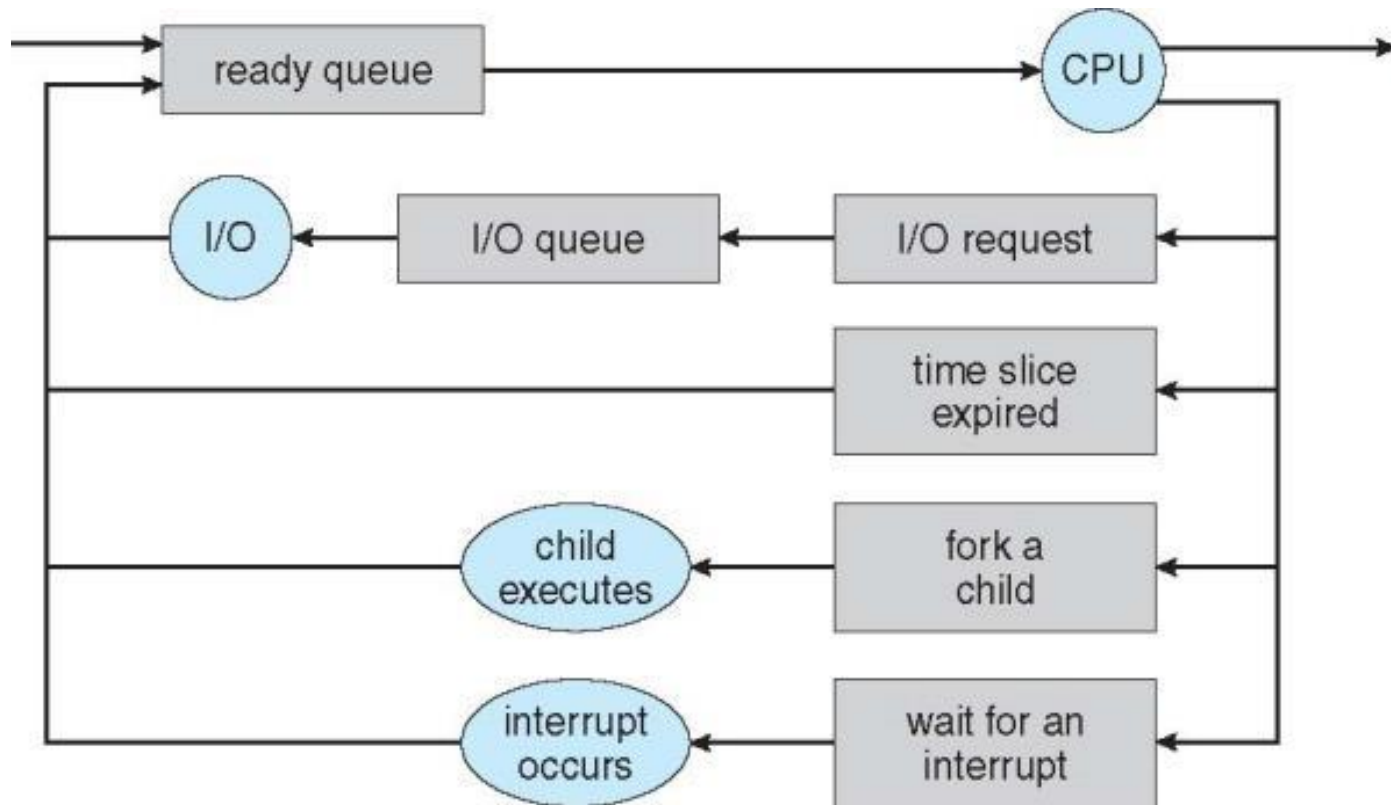 ready queue
CPU
I/O
I/O queue
I/O request
time slice
expired
child
executes
fork a
child
interrupt
occurs
wait for an
interrupt